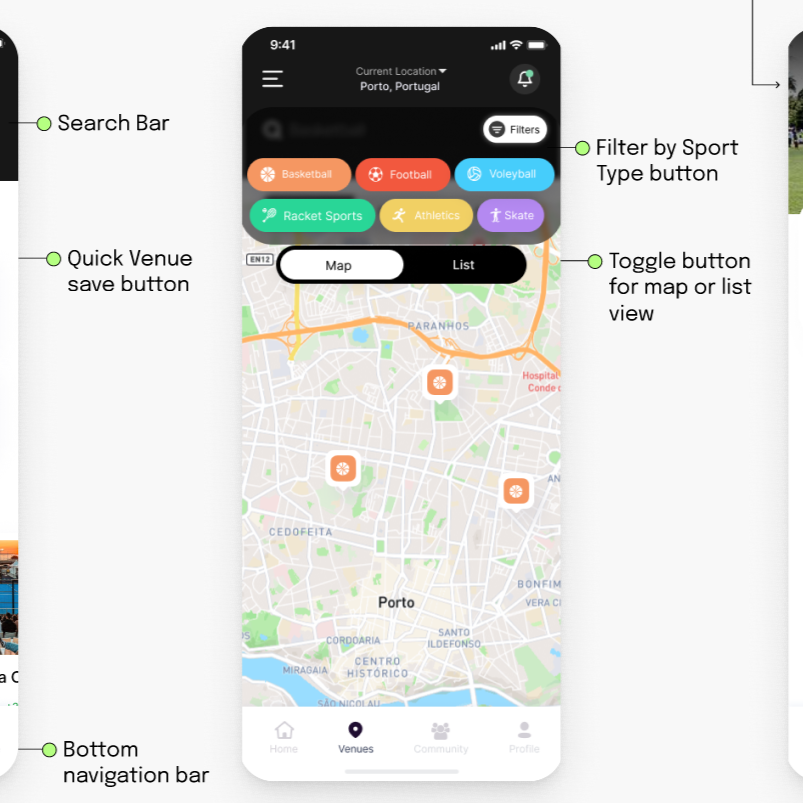 9:41
Current Location
Porto, Portugal
Search Bar
Basketball
Filters
Filter by Sport
Type button
Basketball
Football
Voleyball
Racket Sports
Athletics
Skate
Quick Venue
save button
EN12
Map
List
Toggle button
for map or list
view
PARANHOS
Hospital
Conde
CEDOFEITA
AN
BONFIM
VERA C
Porto
CORDOARIA
SANTO
ILDEFONSO
MIRAGAIA
CENTRO
HISTÓRICO
SÃO NICOLAU
a C
Bottom
navigation bar
Home
Venues
Community
Profile